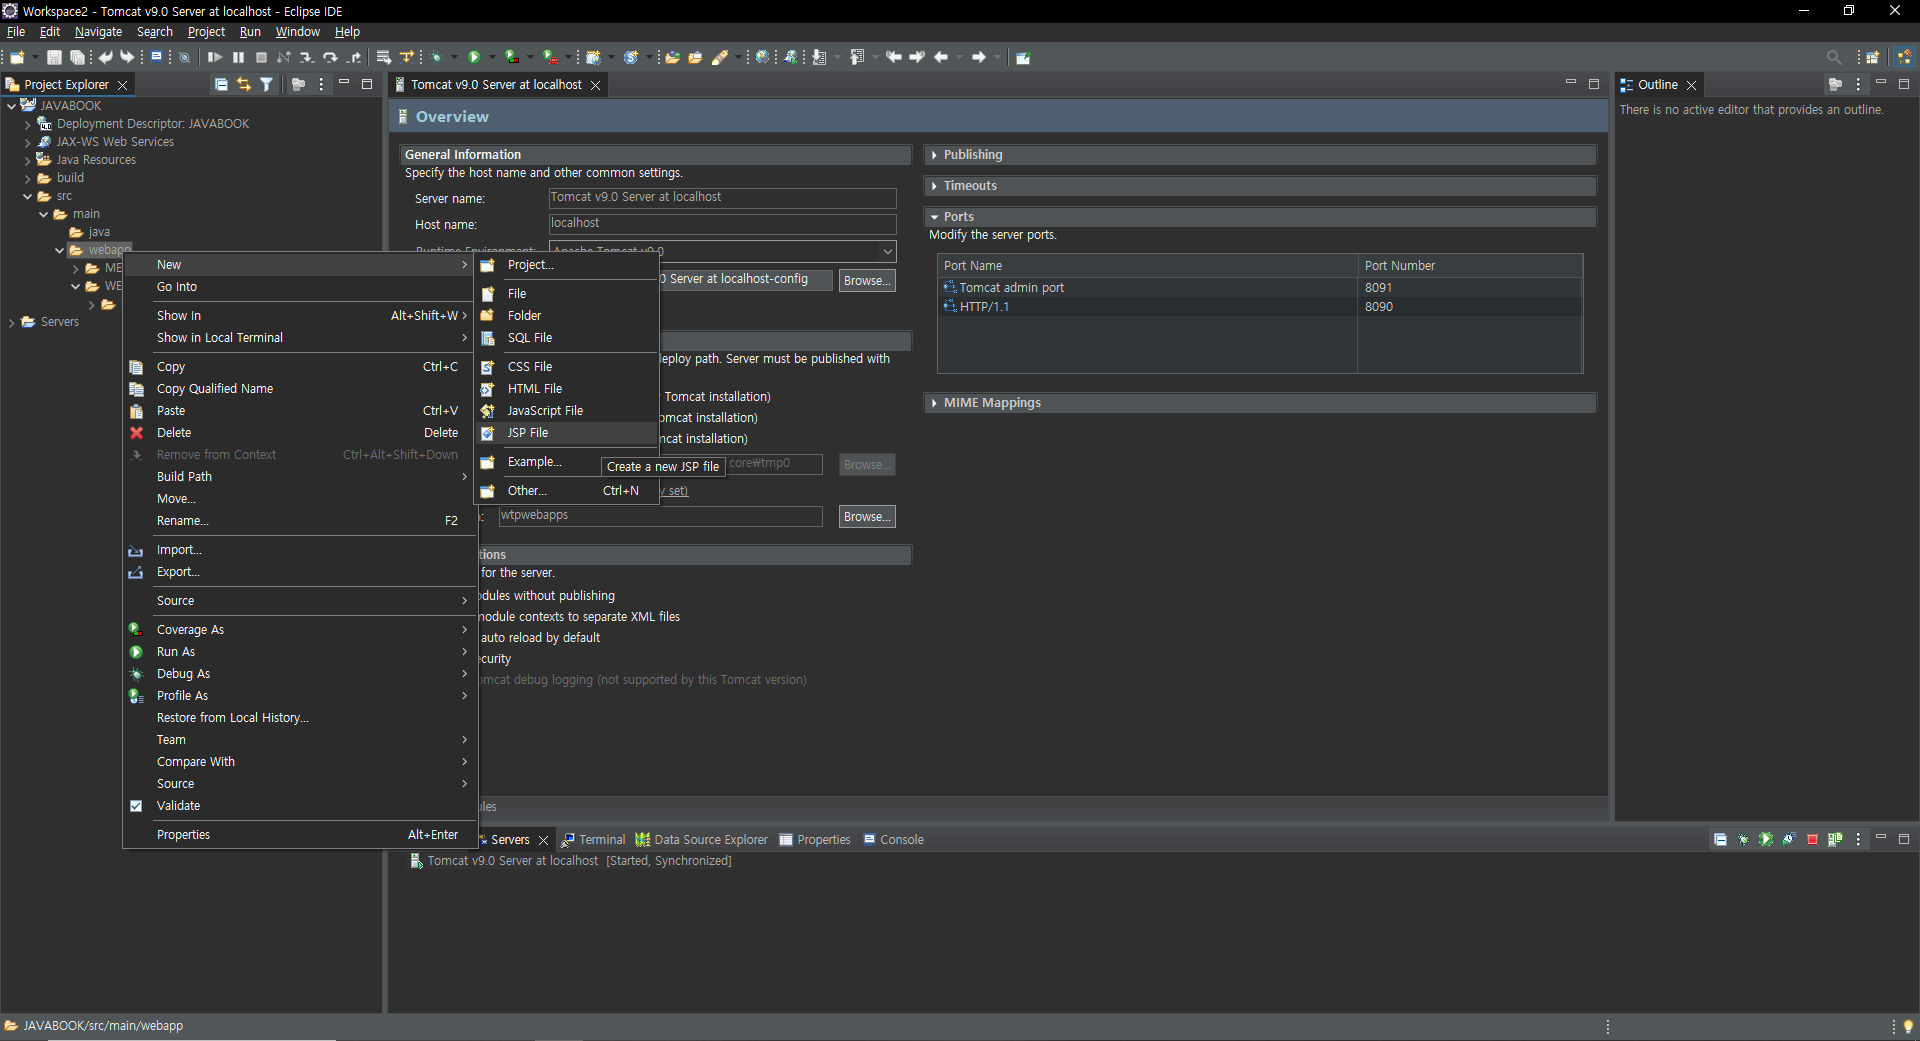 Workspace2 - Tomcat v9.0 Server at localhost - Eclipse IDE
File Edit Navigate Search Project Run Window Help
Project Explorer
JAVABOOK
Deployment Descriptor: JAVABOOK
JAX-WS Web Services
Java Resources
build
src
main
java
webapp
ME
WE
Servers
New
Go Into
Show In Alt+Shift+W
Show in Local Terminal
Copy Ctrl+C
Copy Qualified Name
Paste Ctrl+V
Delete Delete
Remove from Context Ctrl+Alt+Shift+Down
Build Path
Move...
Rename... F2
Import...
Export...
Source
Coverage As
Run As
Debug As
Profile As
Restore from Local History...
Team
Compare With
Source
Validate
Properties Alt+Enter
Project...
File
Folder
SQL File
CSS File
HTML File
JavaScript File
JSP File
Example...
Other... Ctrl+N
Create a new JSP file
Tomcat v9.0 Server at localhost
Overview
General Information
Specify the host name and other common settings.
Server name: Tomcat v9.0 Server at localhost
Host name: localhost
Runtime Environment: Apache Tomcat v9.0
0 Server at localhost-config Browse...
deploy path. Server must be published with
Tomcat installation)
omcat installation)
mcat installation)
core₩tmp0 Browse...
y set)
: wtpwebapps Browse...
tions
for the server.
odules without publishing
module contexts to separate XML files
auto reload by default
ecurity
omcat debug logging (not supported by this Tomcat version)
ules
Publishing
Timeouts
Ports
Modify the server ports.
Port Name Port Number
Tomcat admin port 8091
HTTP/1.1 8090
MIME Mappings
Outline
There is no active editor that provides an outline.
Servers Terminal Data Source Explorer Properties Console
Tomcat v9.0 Server at localhost [Started, Synchronized]
JAVABOOK/src/main/webapp